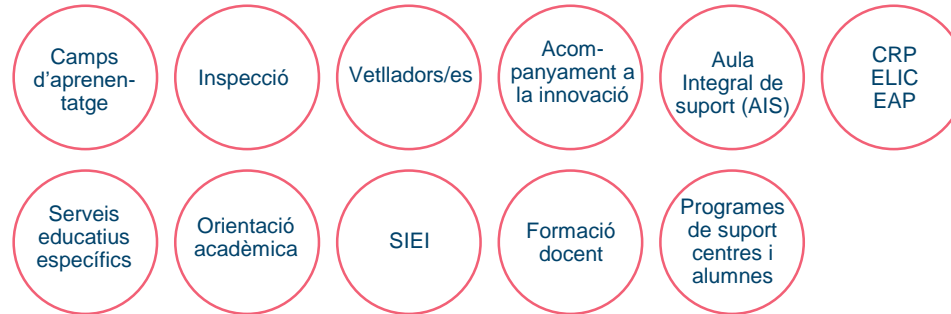 Camps
d’aprenen-
tatge
Inspecció
Vetlladors/es
Acom-
panyament a
la innovació
Aula
Integral de
suport (AIS)
CRP
ELIC
EAP
Serveis
educatius
específics
Orientació
acadèmica
SIEI
Formació
docent
Programes
de suport
centres i
alumnes